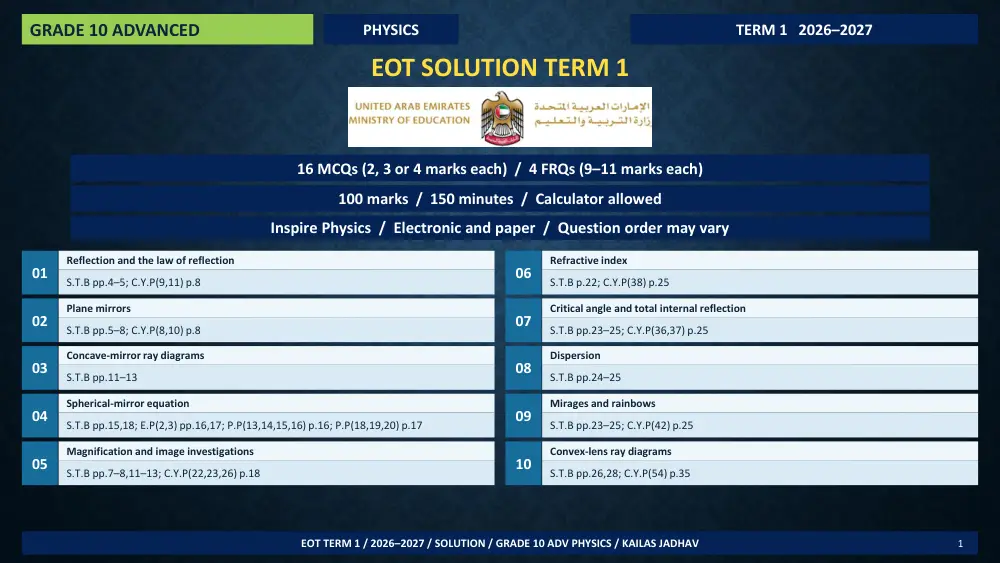 GRADE 10 ADVANCED
PHYSICS
TERM 1 2026–2027
EOT SOLUTION TERM 1
UNITED ARAB EMIRATES
MINISTRY OF EDUCATION
الإمارات العربية المتحدة
وزارة التربية والتعليم
16 MCQs (2, 3 or 4 marks each) / 4 FRQs (9–11 marks each)
100 marks / 150 minutes / Calculator allowed
Inspire Physics / Electronic and paper / Question order may vary
01
Reflection and the law of reflection
S.T.B pp.4–5; C.Y.P(9,11) p.8
02
Plane mirrors
S.T.B pp.5–8; C.Y.P(8,10) p.8
03
Concave-mirror ray diagrams
S.T.B pp.11–13
04
Spherical-mirror equation
S.T.B pp.15,18; E.P(2,3) pp.16,17; P.P(13,14,15,16) p.16; P.P(18,19,20) p.17
05
Magnification and image investigations
S.T.B pp.7–8,11–13; C.Y.P(22,23,26) p.18
06
Refractive index
S.T.B p.22; C.Y.P(38) p.25
07
Critical angle and total internal reflection
S.T.B pp.23–25; C.Y.P(36,37) p.25
08
Dispersion
S.T.B pp.24–25
09
Mirages and rainbows
S.T.B pp.23–25; C.Y.P(42) p.25
10
Convex-lens ray diagrams
S.T.B pp.26,28; C.Y.P(54) p.35
EOT TERM 1 / 2026–2027 / SOLUTION / GRADE 10 ADV PHYSICS / KAILAS JADHAV
1